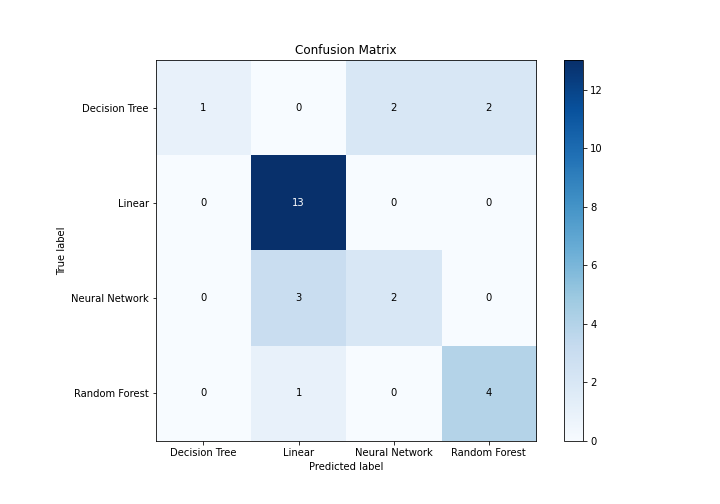 Confusion Matrix
Decision Tree 1 0 2 2
Linear 0 13 0 0
Neural Network 0 3 2 0
Random Forest 0 1 0 4
Decision Tree Linear Neural Network Random Forest
Predicted label
True label
12
10
8
6
4
2
0